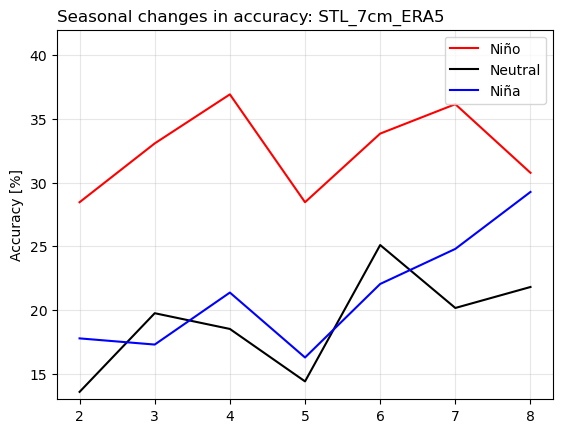 Seasonal changes in accuracy: STL_7cm_ERA5
Niño
Neutral
Niña
Accuracy [%]
40
35
30
25
20
15
2 3 4 5 6 7 8